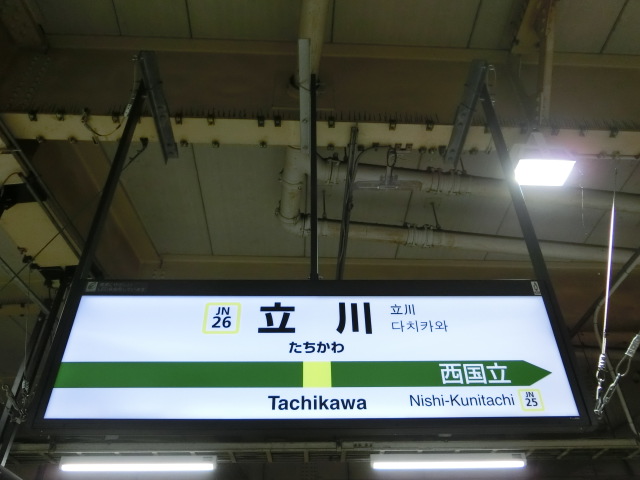 JN
26
立川
立川
다치카와
たちかわ
西国立
Tachikawa
Nishi-Kunitachi
JN
25